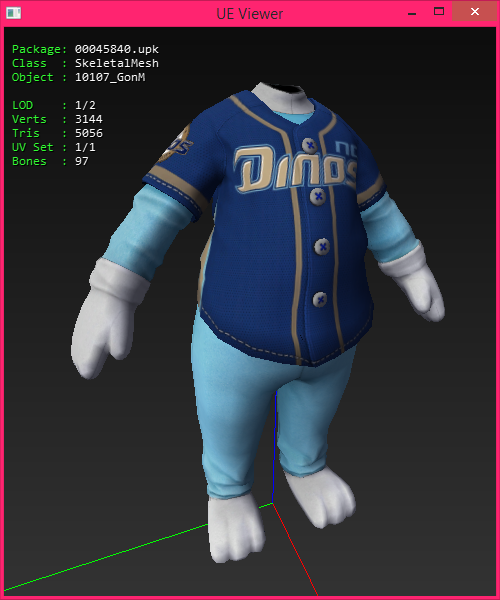 UE Viewer
Package: 00045840.upk
Class : SkeletalMesh
Object : 10107_GonM
LOD : 1/2
Verts : 3144
Tris : 5056
UV Set : 1/1
Bones : 97
nc
Dinos